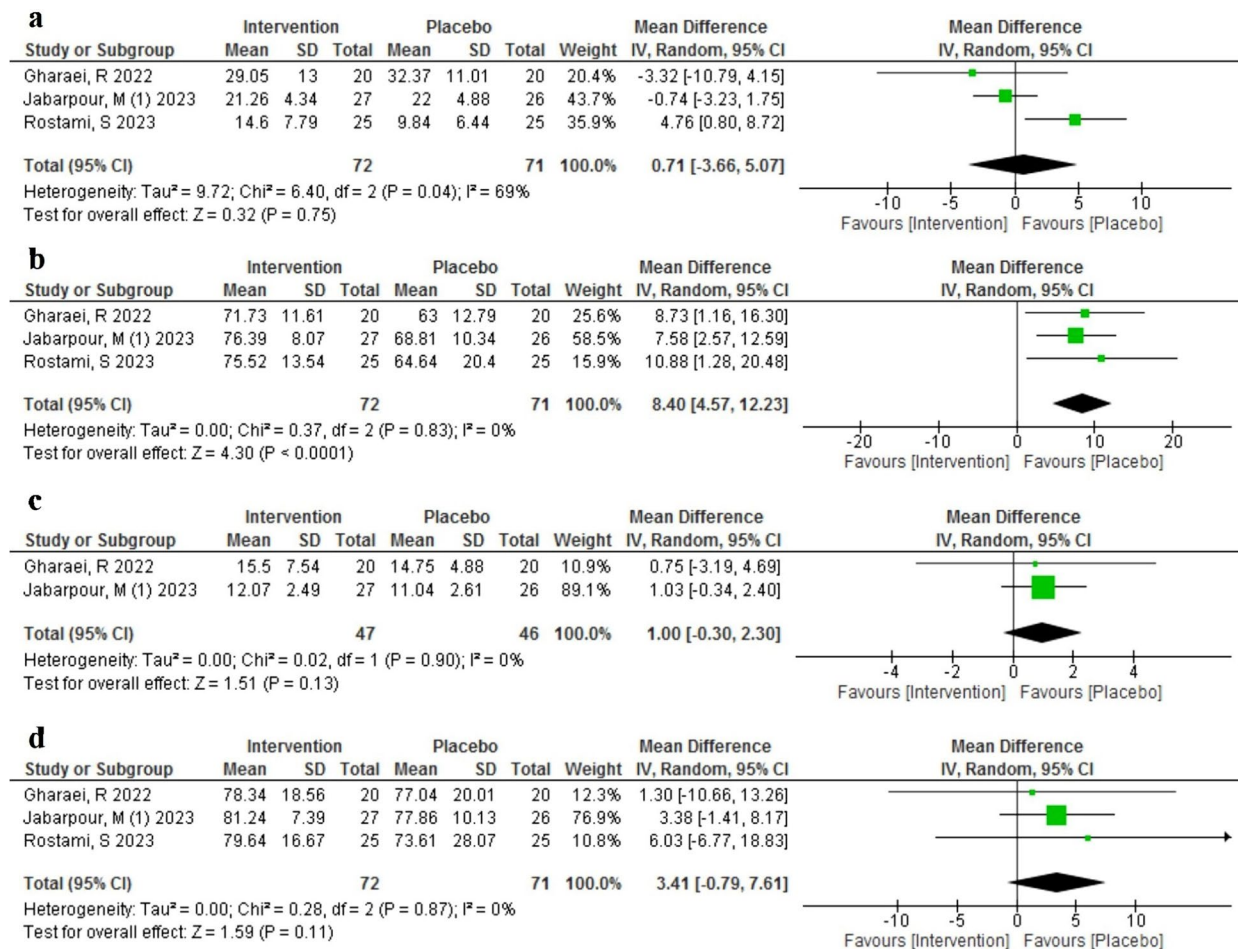 a
Intervention Placebo Mean Difference Mean Difference
Study or Subgroup Mean SD Total Mean SD Total Weight IV, Random, 95% CI IV, Random, 95% CI
Gharaei, R 2022 29.05 13 20 32.37 11.01 20 20.4% -3.32 [-10.79, 4.15]
Jabarpour, M (1) 2023 21.26 4.34 27 22 4.88 26 43.7% -0.74 [-3.23, 1.75]
Rostami, S 2023 14.6 7.79 25 9.84 6.44 25 35.9% 4.76 [0.80, 8.72]
Total (95% CI) 72 71 100.0% 0.71 [-3.66, 5.07]
Heterogeneity: Tau² = 9.72; Chi² = 6.40, df = 2 (P = 0.04); I² = 69%
Test for overall effect: Z = 0.32 (P = 0.75)
-10 -5 0 5 10
Favours [Intervention] Favours [Placebo]
b
Intervention Placebo Mean Difference Mean Difference
Study or Subgroup Mean SD Total Mean SD Total Weight IV, Random, 95% CI IV, Random, 95% CI
Gharaei, R 2022 71.73 11.61 20 63 12.79 20 25.6% 8.73 [1.16, 16.30]
Jabarpour, M (1) 2023 76.39 8.07 27 68.81 10.34 26 58.5% 7.58 [2.57, 12.59]
Rostami, S 2023 75.52 13.54 25 64.64 20.4 25 15.9% 10.88 [1.28, 20.48]
Total (95% CI) 72 71 100.0% 8.40 [4.57, 12.23]
Heterogeneity: Tau² = 0.00; Chi² = 0.37, df = 2 (P = 0.83); I² = 0%
Test for overall effect: Z = 4.30 (P < 0.0001)
-20 -10 0 10 20
Favours [Intervention] Favours [Placebo]
c
Intervention Placebo Mean Difference Mean Difference
Study or Subgroup Mean SD Total Mean SD Total Weight IV, Random, 95% CI IV, Random, 95% CI
Gharaei, R 2022 15.5 7.54 20 14.75 4.88 20 10.9% 0.75 [-3.19, 4.69]
Jabarpour, M (1) 2023 12.07 2.49 27 11.04 2.61 26 89.1% 1.03 [-0.34, 2.40]
Total (95% CI) 47 46 100.0% 1.00 [-0.30, 2.30]
Heterogeneity: Tau² = 0.00; Chi² = 0.02, df = 1 (P = 0.90); I² = 0%
Test for overall effect: Z = 1.51 (P = 0.13)
-4 -2 0 2 4
Favours [Intervention] Favours [Placebo]
d
Intervention Placebo Mean Difference Mean Difference
Study or Subgroup Mean SD Total Mean SD Total Weight IV, Random, 95% CI IV, Random, 95% CI
Gharaei, R 2022 78.34 18.56 20 77.04 20.01 20 12.3% 1.30 [-10.66, 13.26]
Jabarpour, M (1) 2023 81.24 7.39 27 77.86 10.13 26 76.9% 3.38 [-1.41, 8.17]
Rostami, S 2023 79.64 16.67 25 73.61 28.07 25 10.8% 6.03 [-6.77, 18.83]
Total (95% CI) 72 71 100.0% 3.41 [-0.79, 7.61]
Heterogeneity: Tau² = 0.00; Chi² = 0.28, df = 2 (P = 0.87); I² = 0%
Test for overall effect: Z = 1.59 (P = 0.11)
-10 -5 0 5 10
Favours [Intervention] Favours [Placebo]